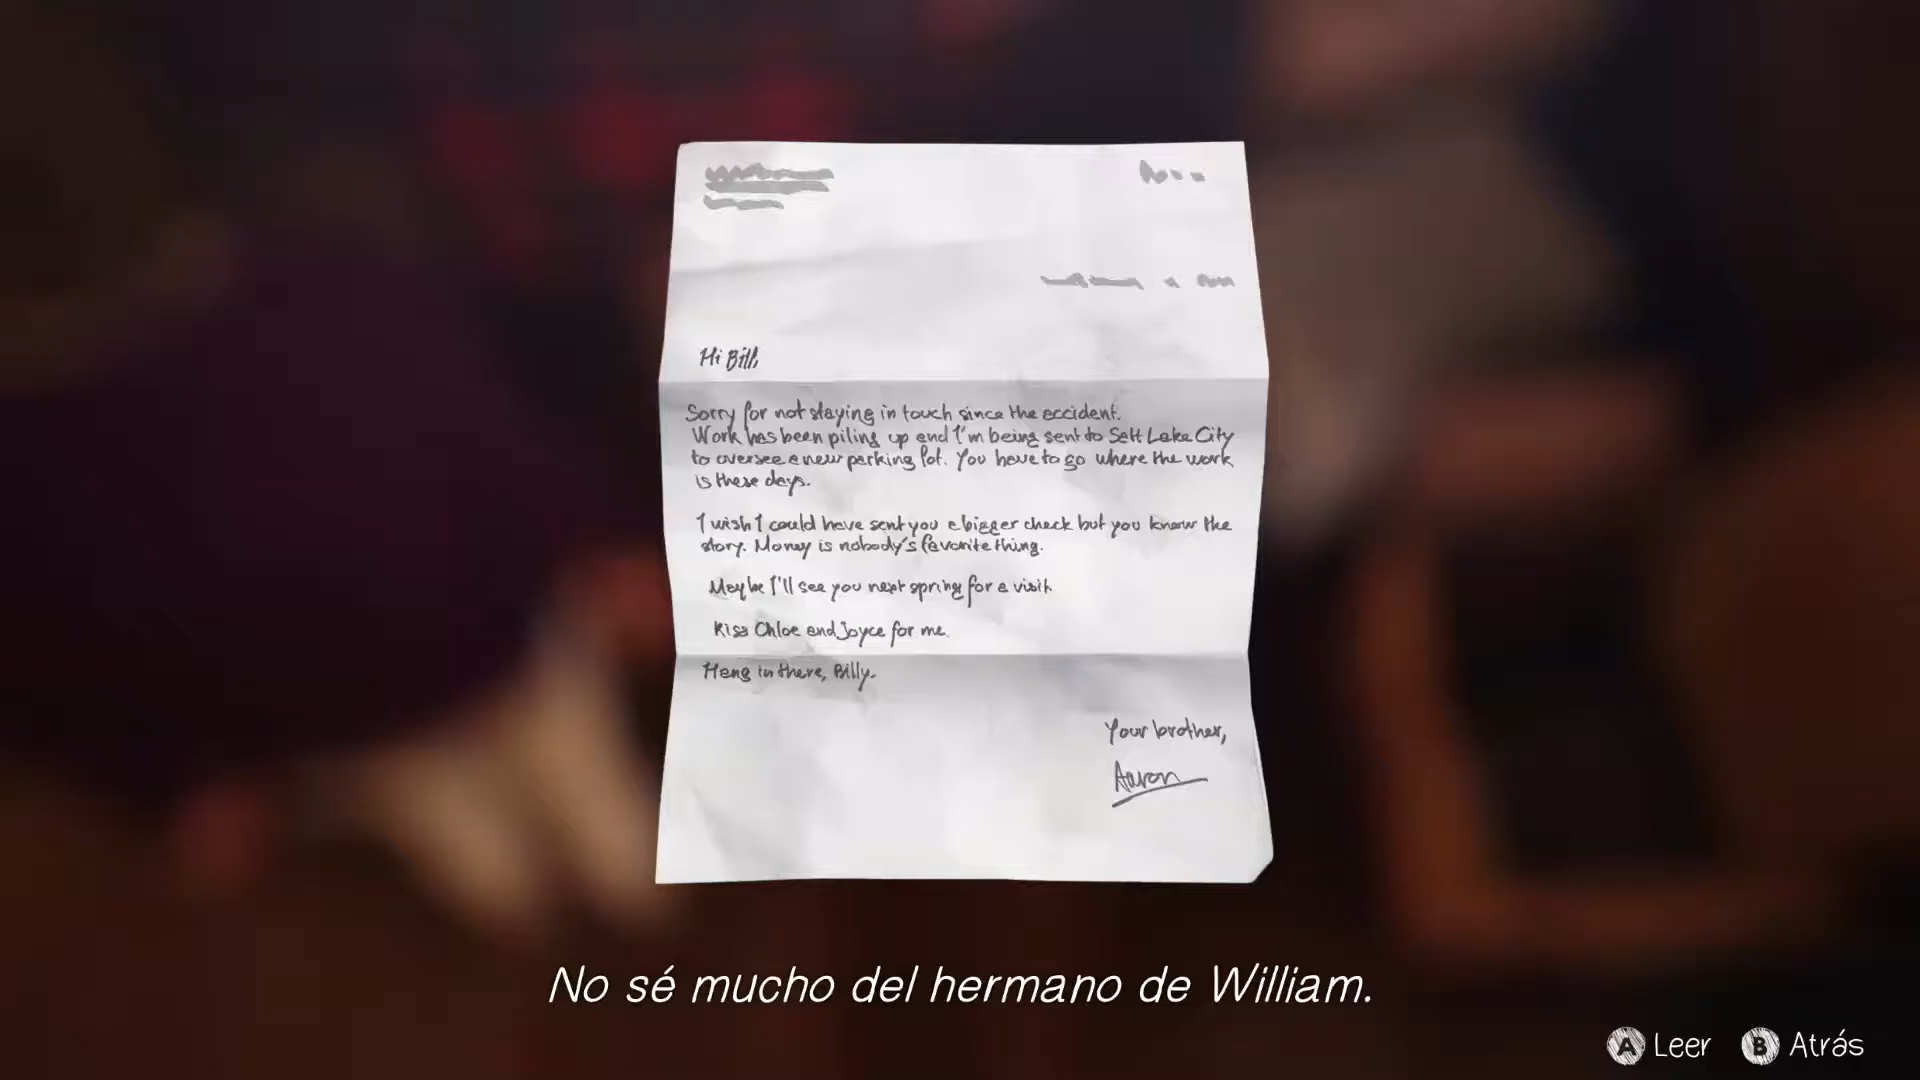 Hi Bill,
Sorry for not staying in touch since the accident.
Work has been piling up and I'm being sent to Salt Lake City
to oversee a new parking lot. You have to go where the work
is these days.
I wish I could have sent you a bigger check but you know the
story. Money is nobody's favorite thing.
Maybe I'll see you next spring for a visit.
Kiss Chloe and Joyce for me.
Hang in there, Billy.
Your brother,
Aaron
No sé mucho del hermano de William.
A Leer B Atrás